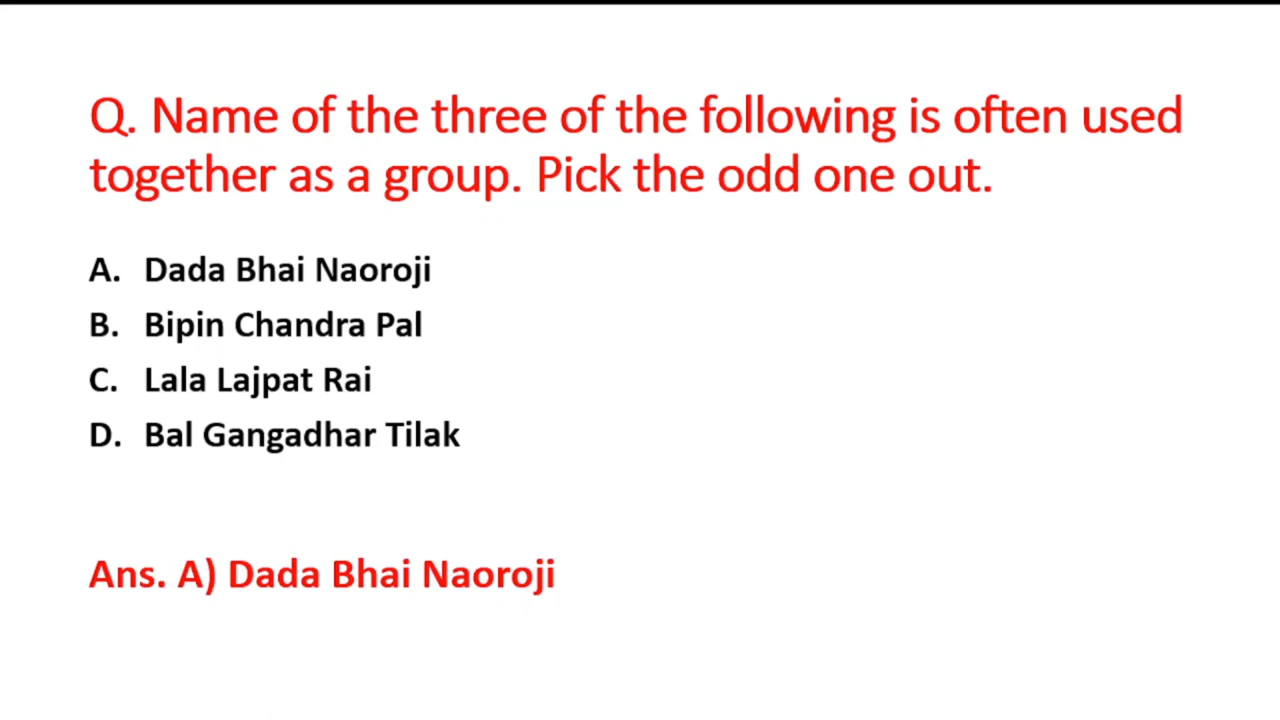 Q. Name of the three of the following is often used
together as a group. Pick the odd one out.
A. Dada Bhai Naoroji
B. Bipin Chandra Pal
C. Lala Lajpat Rai
D. Bal Gangadhar Tilak
Ans. A) Dada Bhai Naoroji